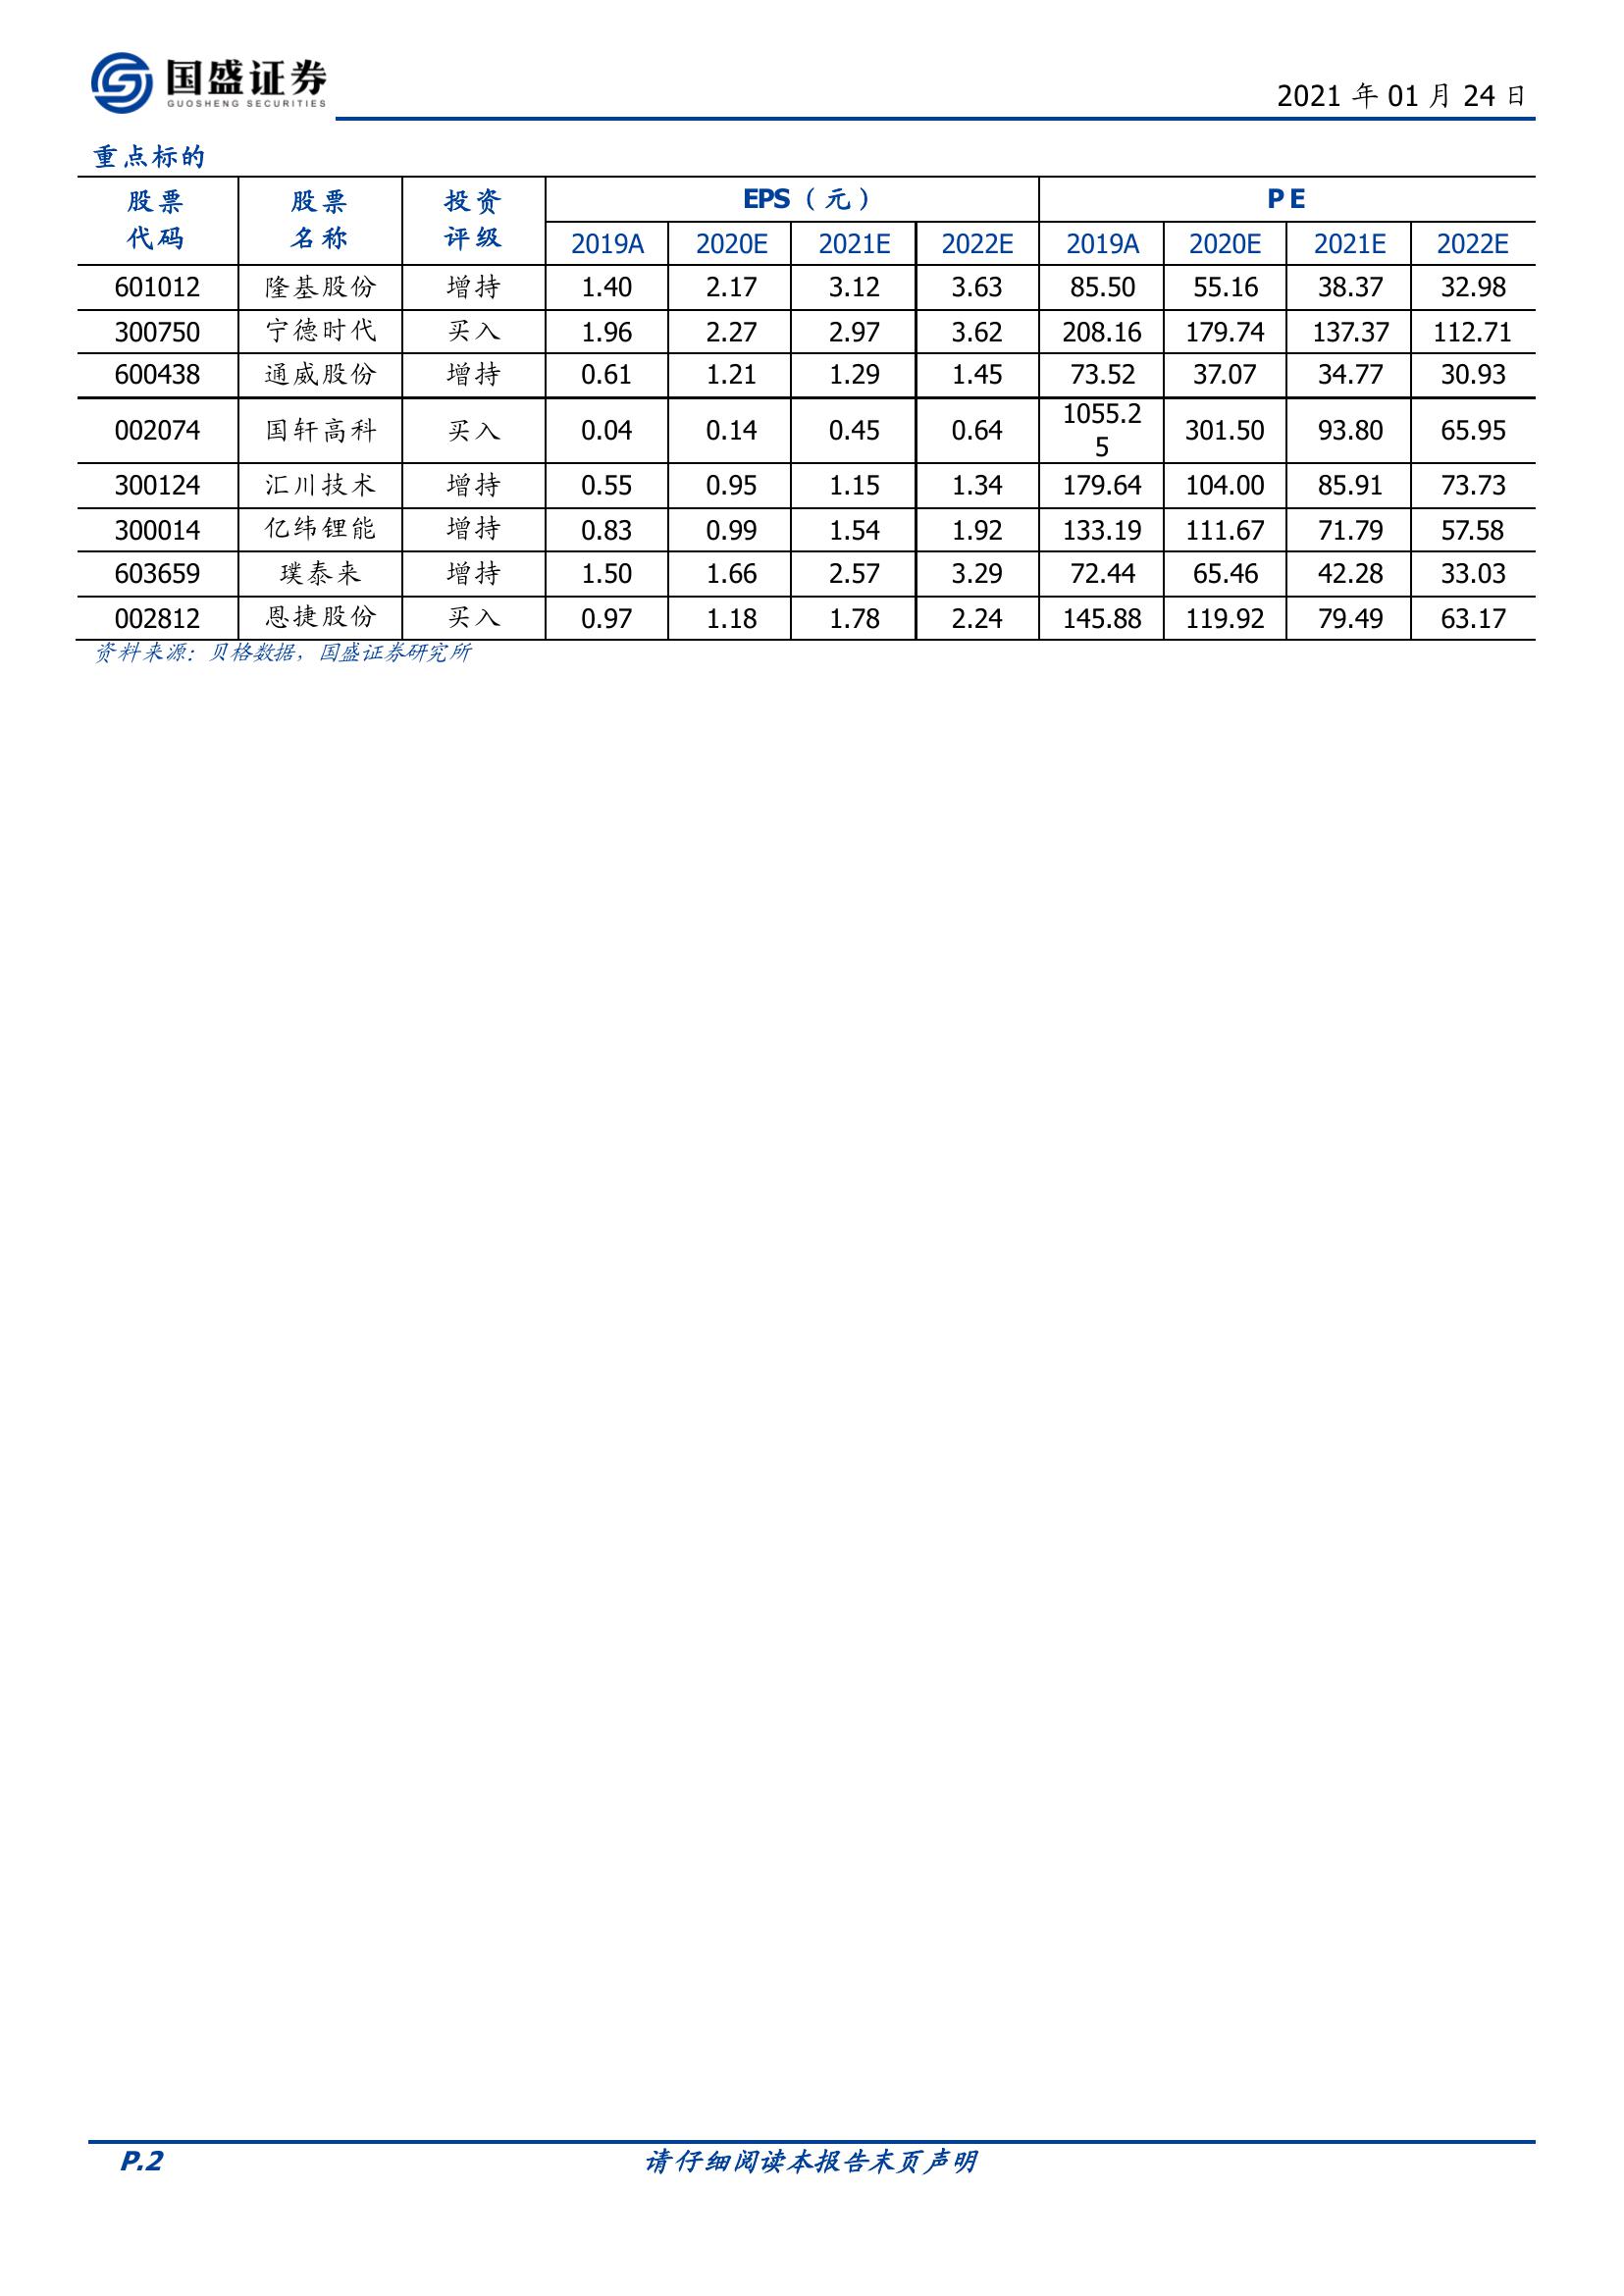 国盛证券
GUOSHENG SECURITIES
2021 年 01 月 24 日
重点标的
股票代码 股票名称 投资评级 EPS（元） P E
2019A 2020E 2021E 2022E 2019A 2020E 2021E 2022E
601012 隆基股份 增持 1.40 2.17 3.12 3.63 85.50 55.16 38.37 32.98
300750 宁德时代 买入 1.96 2.27 2.97 3.62 208.16 179.74 137.37 112.71
600438 通威股份 增持 0.61 1.21 1.29 1.45 73.52 37.07 34.77 30.93
002074 国轩高科 买入 0.04 0.14 0.45 0.64 1055.25 301.50 93.80 65.95
300124 汇川技术 增持 0.55 0.95 1.15 1.34 179.64 104.00 85.91 73.73
300014 亿纬锂能 增持 0.83 0.99 1.54 1.92 133.19 111.67 71.79 57.58
603659 璞泰来 增持 1.50 1.66 2.57 3.29 72.44 65.46 42.28 33.03
002812 恩捷股份 买入 0.97 1.18 1.78 2.24 145.88 119.92 79.49 63.17
资料来源：贝格数据，国盛证券研究所
P.2 请仔细阅读本报告末页声明